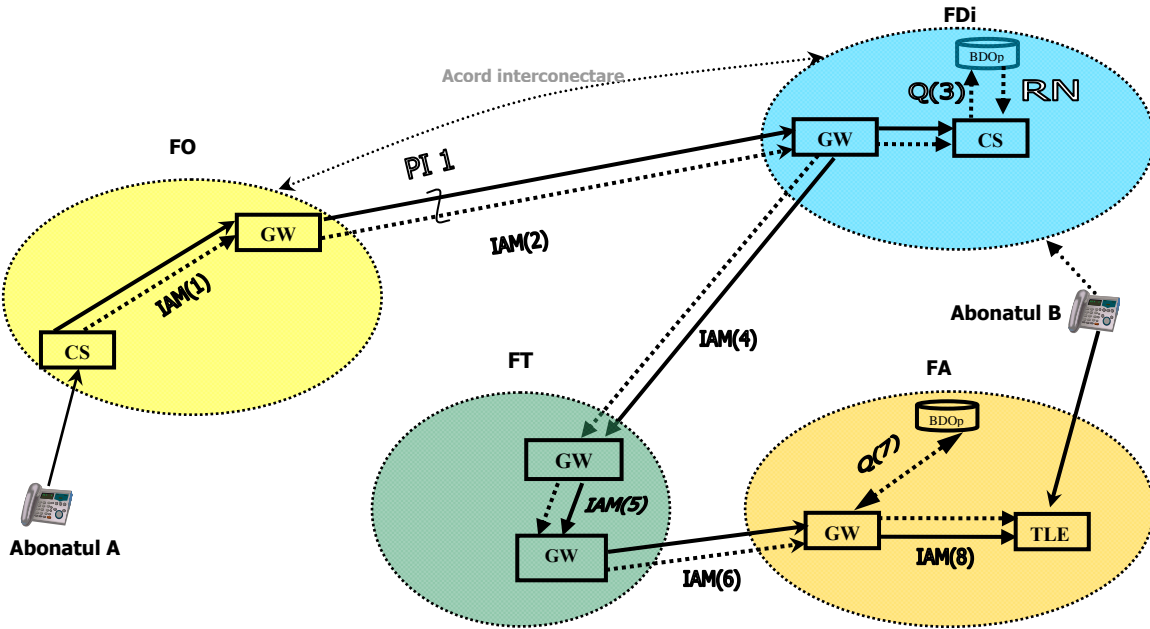 FDi
BDOp
Acord interconectare
Q(3)
RN
GW
CS
FO
PI 1
GW
IAM(2)
IAM(1)
CS
Abonatul B
IAM(4)
FT
FA
BDOp
Q(7)
GW
IAM(5)
Abonatul A
GW
GW
TLE
IAM(8)
IAM(6)